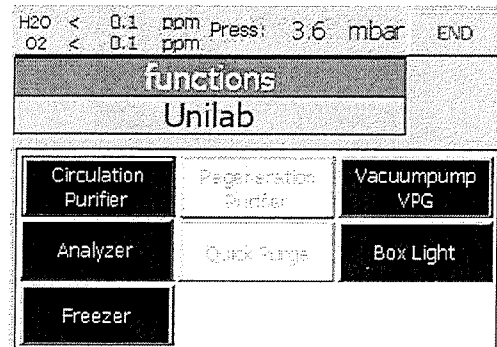 H2O < 0.1 ppm Press: 3.6 mbar END
O2 < 0.1 ppm
functions
Unilab
Circulation Purifier
Regeneration Purifier
Vacuumpump VPG
Analyzer
Quick Purge
Box Light
Freezer